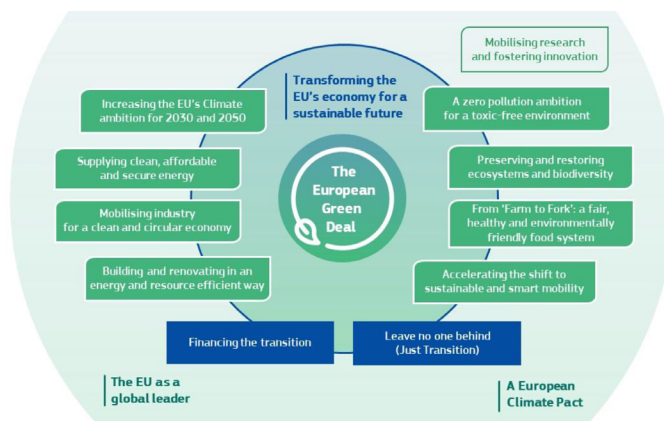 Mobilising research
and fostering innovation
Transforming the
EU's economy for a
sustainable future
Increasing the EU's Climate
ambition for 2030 and 2050
A zero pollution ambition
for a toxic-free environment
Supplying clean, affordable
and secure energy
The
European
Green
Deal
Preserving and restoring
ecosystems and biodiversity
Mobilising industry
for a clean and circular economy
From 'Farm to Fork': a fair,
healthy and environmentally
friendly food system
Building and renovating in an
energy and resource efficient way
Accelerating the shift to
sustainable and smart mobility
Financing the transition
Leave no one behind
(Just Transition)
The EU as a
global leader
A European
Climate Pact